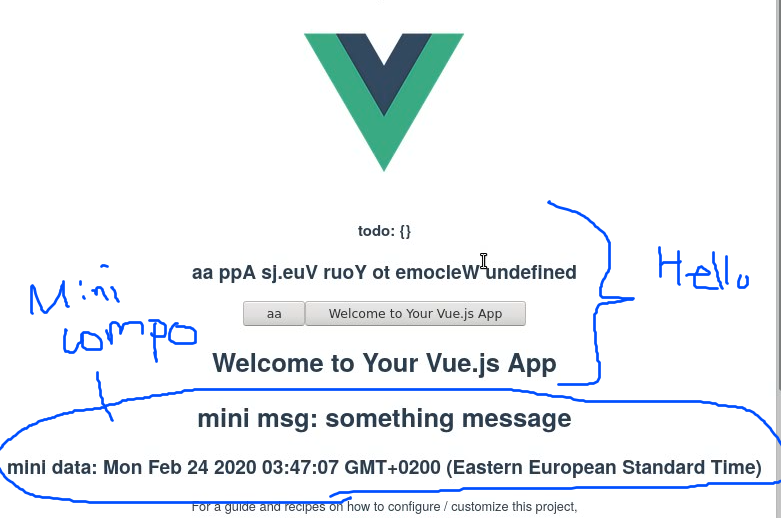 todo: {}
aa ppA sj.euV ruoY ot emocleW undefined
Hello
Mini
compo
aa
Welcome to Your Vue.js App
Welcome to Your Vue.js App
mini msg: something message
mini data: Mon Feb 24 2020 03:47:07 GMT+0200 (Eastern European Standard Time)
For a guide and recipes on how to configure / customize this project,